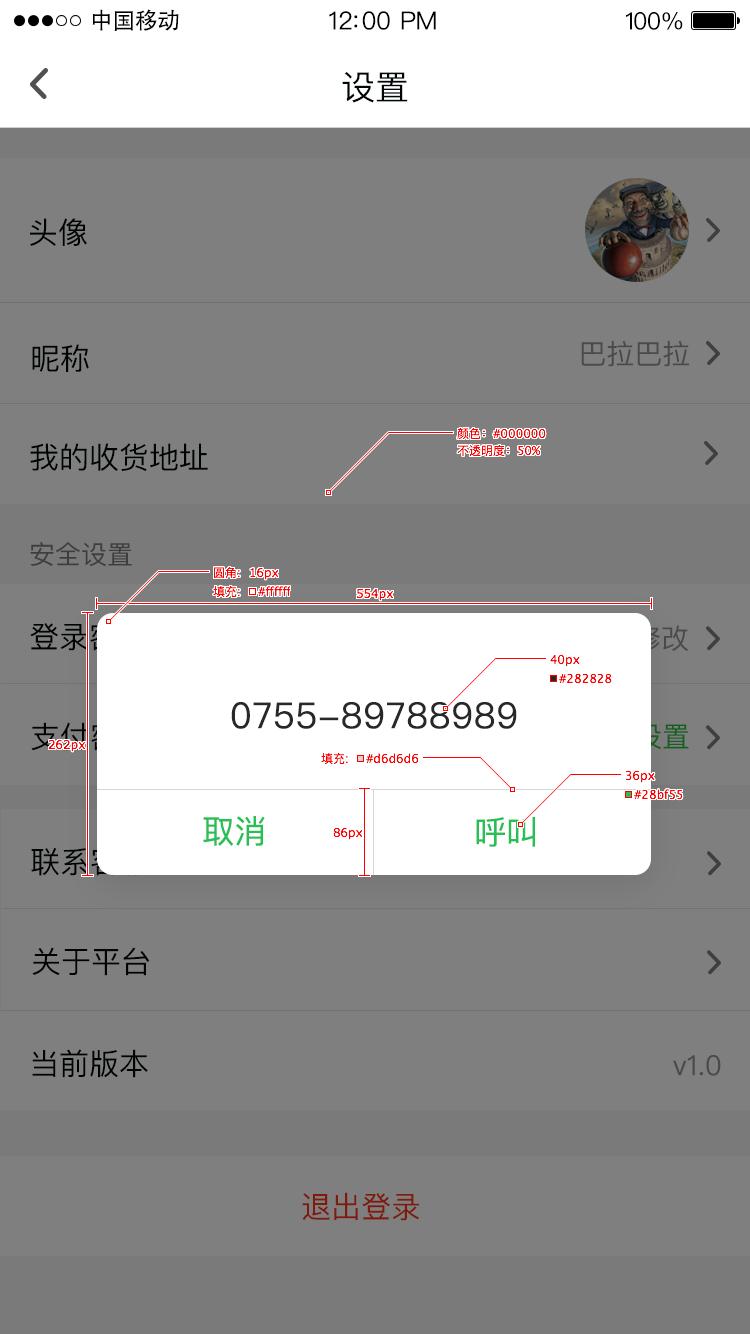 中国移动 12:00 PM 100%
设置
头像
昵称 巴拉巴拉
颜色：#000000
不透明度：50%
我的收货地址
安全设置
圆角：16px
填充：#ffffff
554px
登录 修改
40px
#282828
0755-89788989
支付 设置
262px
填充：#d6d6d6
36px
#28bf55
取消 86px 呼叫
联系
关于平台
当前版本 v1.0
退出登录